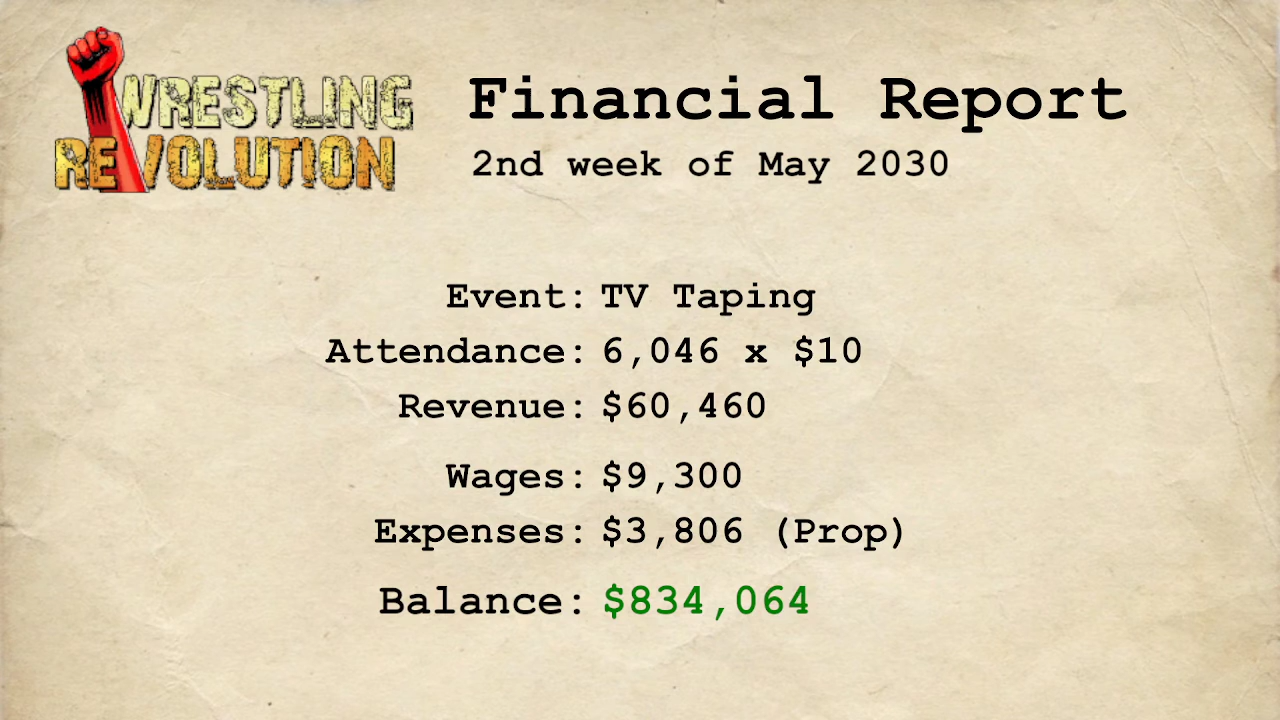 WRESTLING
REVOLUTION
Financial Report
2nd week of May 2030
Event: TV Taping
Attendance: 6,046 x $10
Revenue: $60,460
Wages: $9,300
Expenses: $3,806 (Prop)
Balance: $834,064